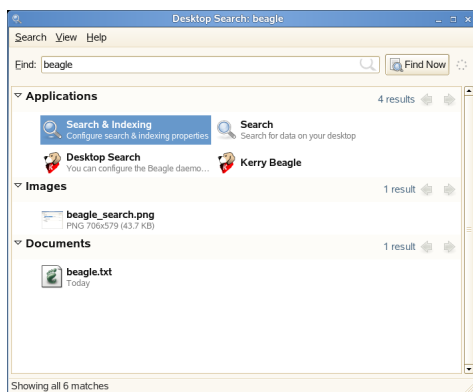 Desktop Search: beagle
Search View Help
Find: beagle Find Now
Applications 4 results
Search & Indexing
Configure search & indexing properties
Search
Search for data on your desktop
Desktop Search
You can configure the Beagle daemo...
Kerry Beagle
Images 1 result
beagle_search.png
PNG 706x579 (43.7 KB)
Documents 1 result
beagle.txt
Today
Showing all 6 matches